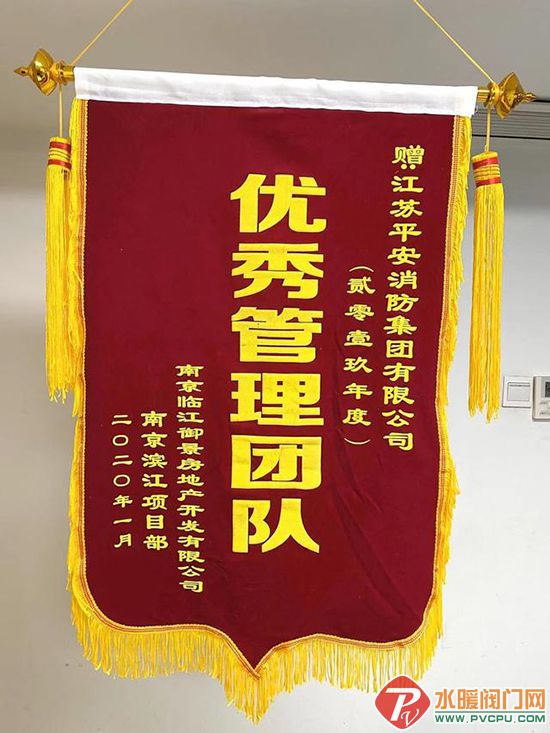 赠:江苏平安消防集团有限公司
(贰零壹玖年度)
优秀管理团队
南京临江御景房地产开发有限公司
南京滨江项目部
二〇二〇年一月
水暖阀门网
www.PVCPU.com